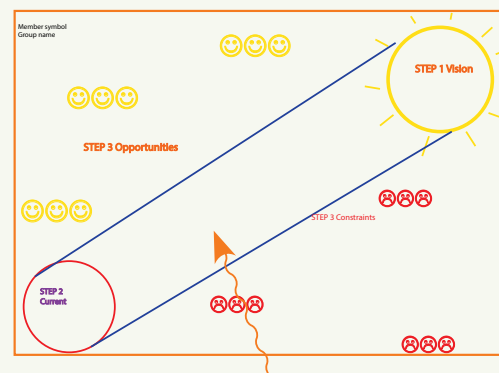 Member symbol
Group name
STEP 1 Vision
STEP 3 Opportunities
STEP 3 Constraints
STEP 2
Current